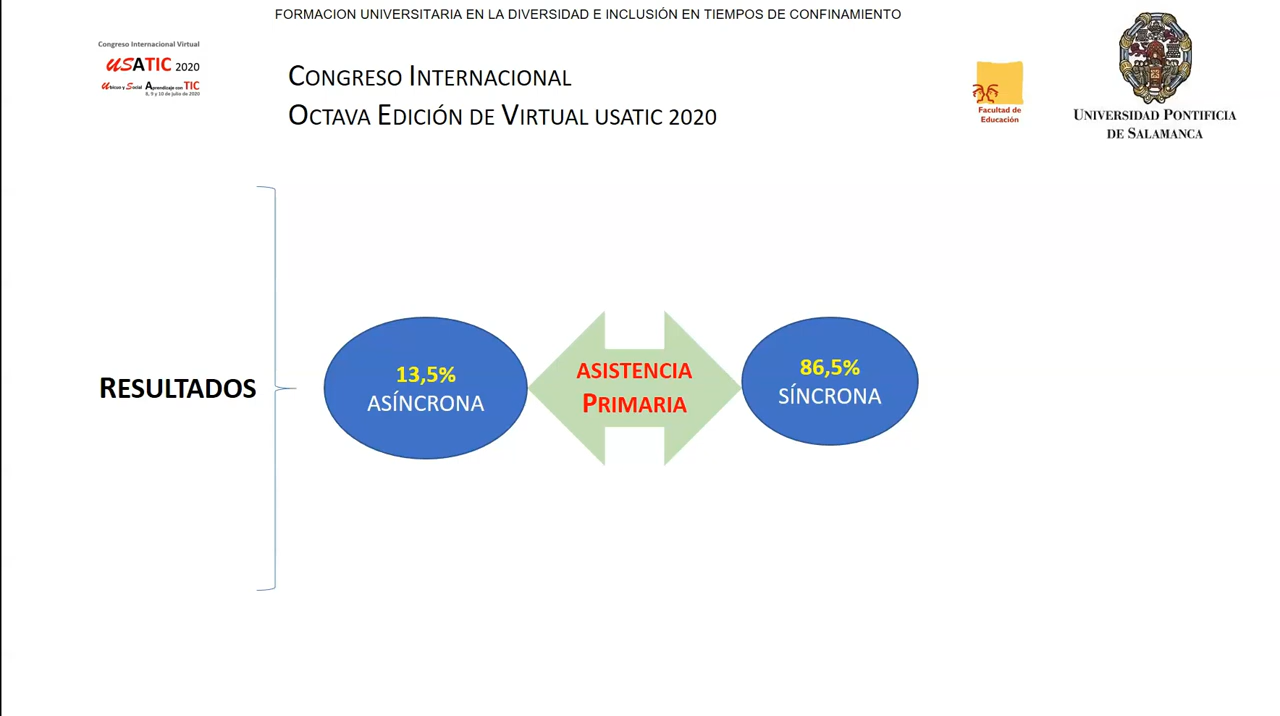 FORMACION UNIVERSITARIA EN LA DIVERSIDAD E INCLUSIÓN EN TIEMPOS DE CONFINAMIENTO
Congreso Internacional Virtual
USATIC 2020
Ubicuo y Social Aprendizaje con TIC
8, 9 y 10 de julio de 2020
CONGRESO INTERNACIONAL
OCTAVA EDICIÓN DE VIRTUAL USATIC 2020
Facultad de
Educación
UNIVERSIDAD PONTIFICIA
DE SALAMANCA
RESULTADOS
13,5%
ASÍNCRONA
ASISTENCIA
PRIMARIA
86,5%
SÍNCRONA